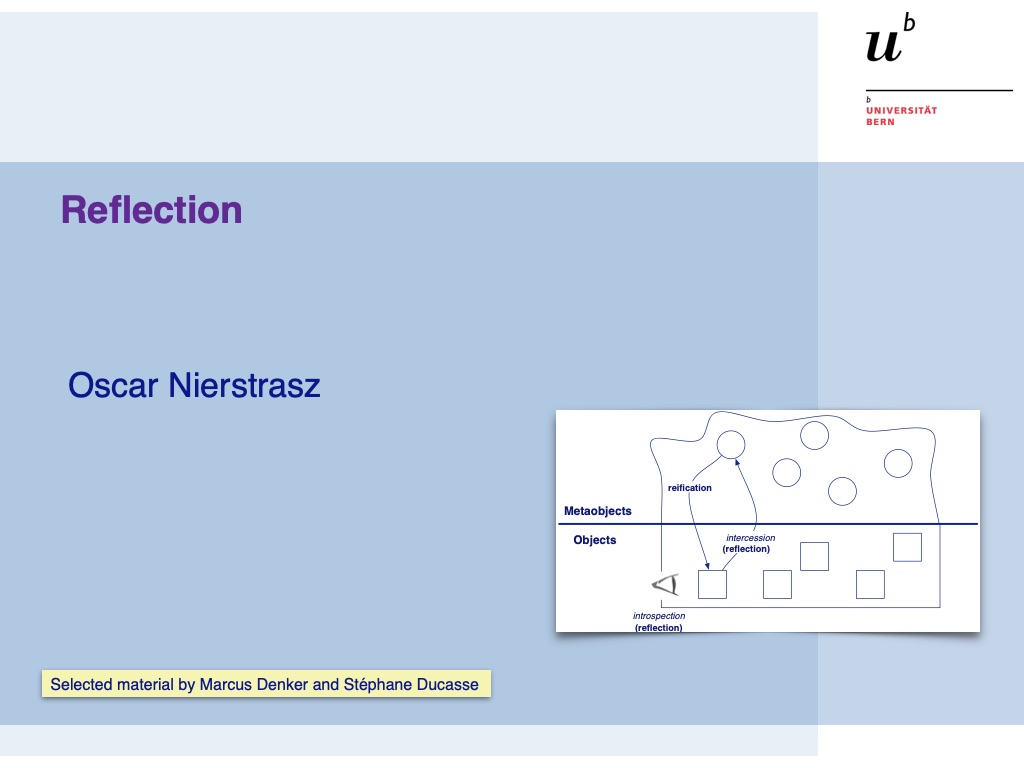 u
b
b
UNIVERSITÄT
BERN
Reflection
Oscar Nierstrasz
reification
Metaobjects
intercession
(reflection)
Objects
introspection
(reflection)
Selected material by Marcus Denker and Stéphane Ducasse